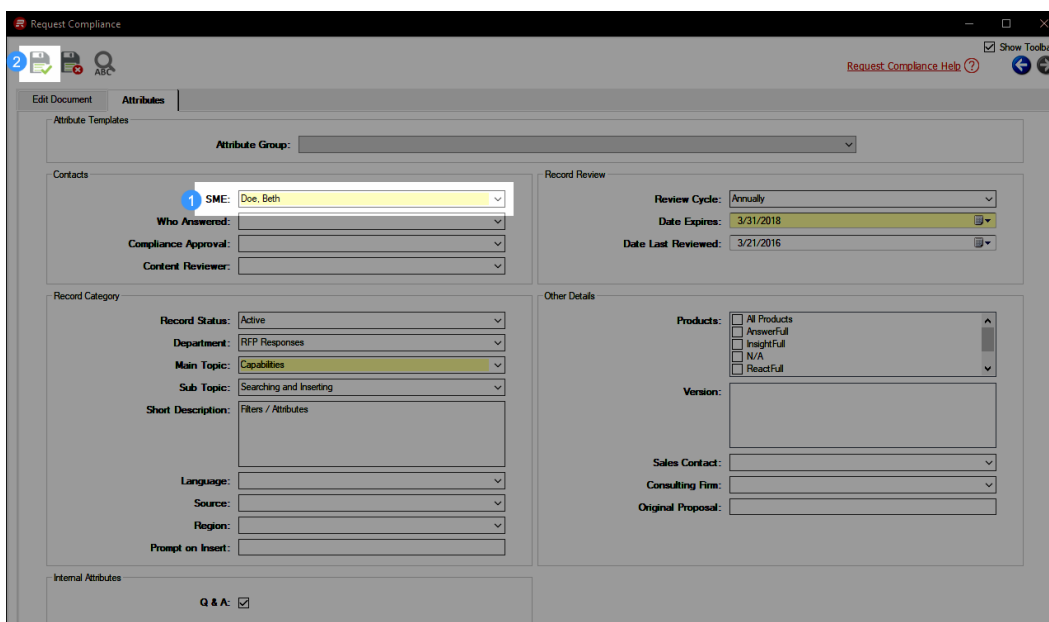 Request Compliance
Show Toolba
2
ABC
Request Compliance Help ?
Edit Document Attributes
Attribute Templates
Attribute Group:
Contacts
1 SME: Doe, Beth
Who Answered:
Compliance Approval:
Content Reviewer:
Record Review
Review Cycle: Annually
Date Expires: 3/31/2018
Date Last Reviewed: 3/21/2016
Record Category
Record Status: Active
Department: RFP Responses
Main Topic: Capabilities
Sub Topic: Searching and Inserting
Short Description: Filters / Attributes
Language:
Source:
Region:
Prompt on Insert:
Other Details
Products: All Products
AnswerFull
InsightFull
N/A
ReactFull
Version:
Sales Contact:
Consulting Firm:
Original Proposal:
Internal Attributes
Q & A: